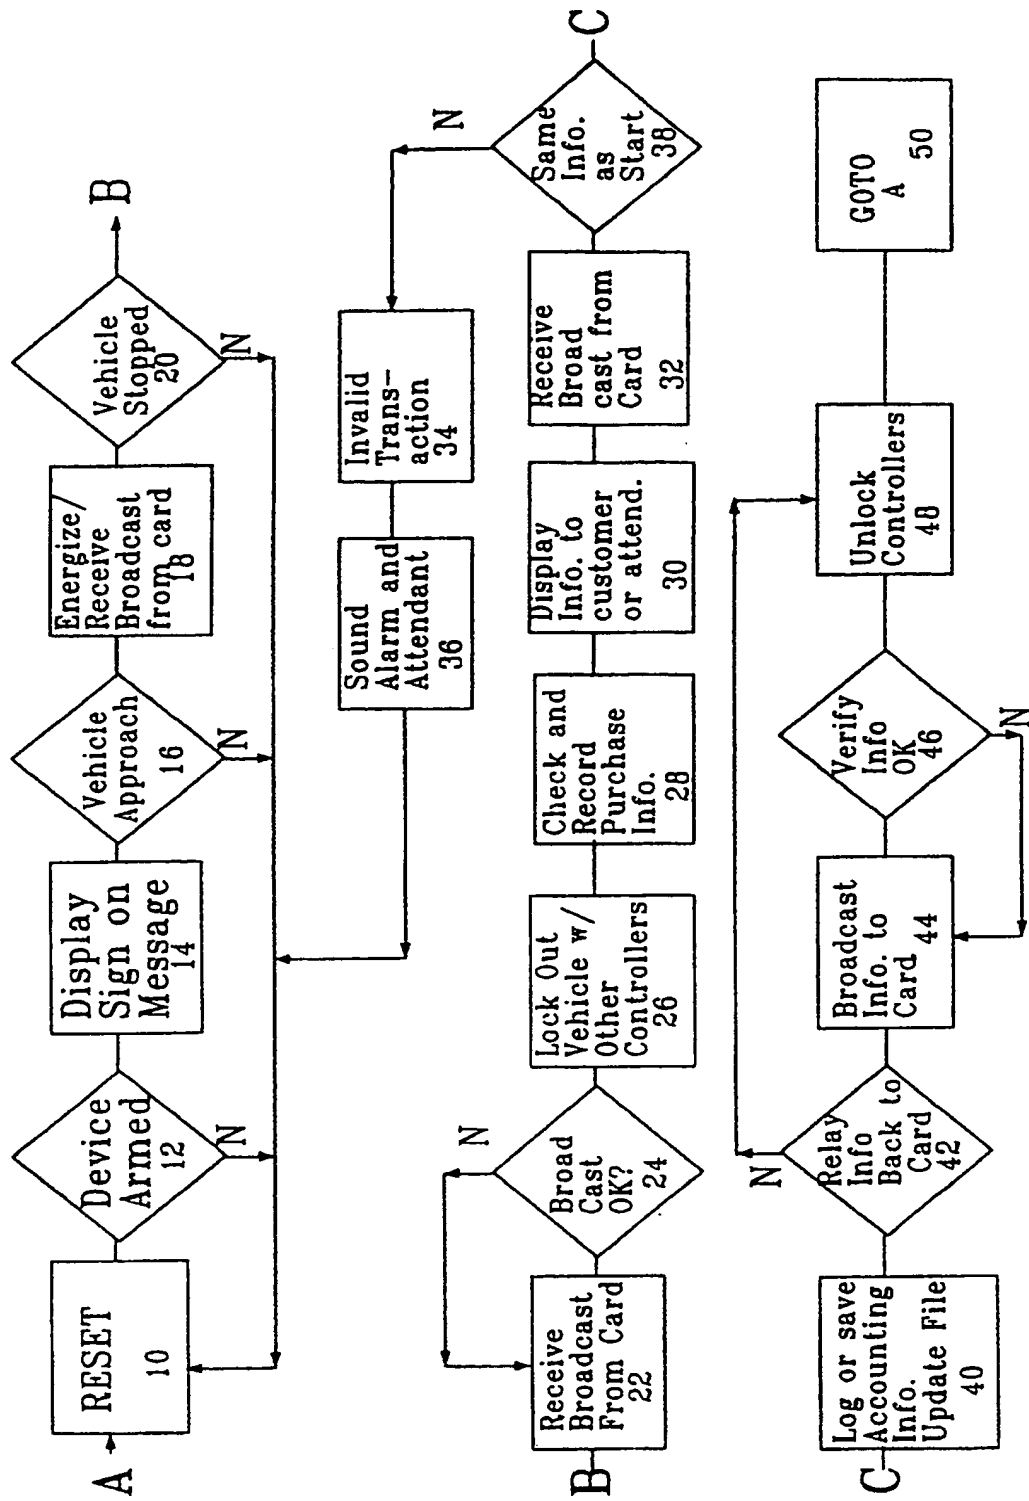 A
RESET
10
Device
Armed
12
N
Display
Sign on
Message
14
Vehicle
Approach
16
N
Energize/
Receive
Broadcast
from card
18
Vehicle
Stopped
20
N
B
Sound
Alarm and
Attendant
36
Invalid
Trans-
action
34
N
B
Receive
Broadcast
From Card
22
Broad
Cast
OK?
24
N
Lock Out
Vehicle w/
Other
Controllers
26
Check and
Record
Purchase
Info.
28
Display
Info. to
customer
or attend.
30
Receive
Broad
cast from
Card
32
Same
Info.
as
Start
38
C
C
Log or save
Accounting
Info.
Update File
40
Relay
Info
Back to
Card
42
N
Broadcast
Info. to
Card
44
Verify
Info
OK
46
N
Unlock
Controllers
48
GOTO
A
50